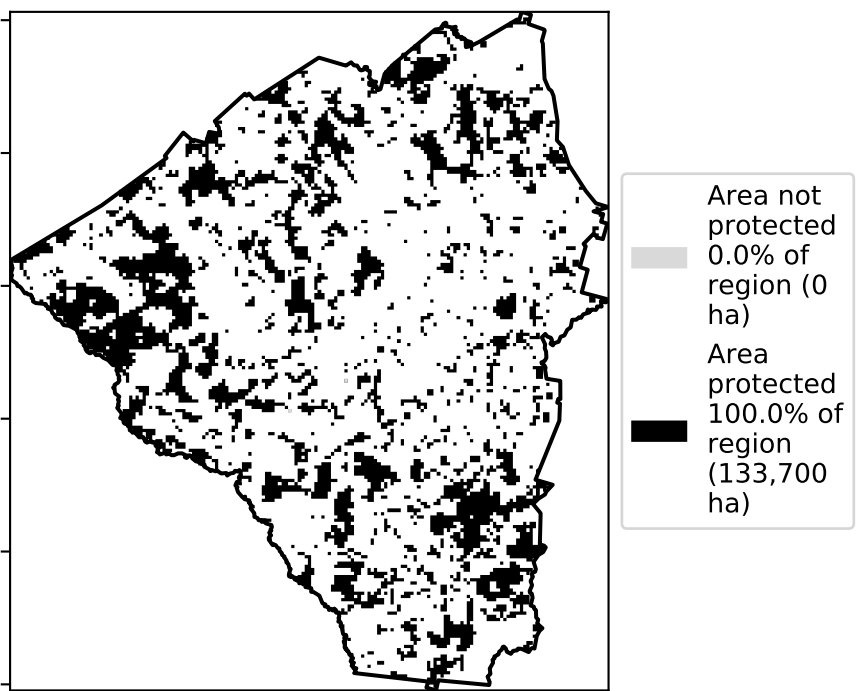 Area not
protected
0.0% of
region (0
ha)
Area
protected
100.0% of
region
(133,700
ha)